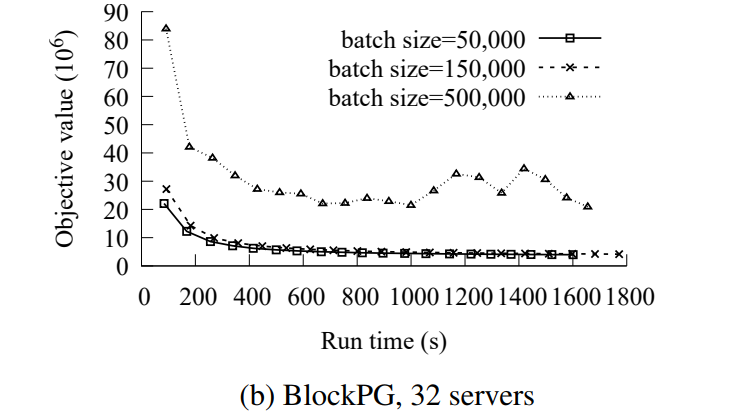 90
80
70
60
50
40
30
20
10
0
Objective value (10⁶)
batch size=50,000
batch size=150,000
batch size=500,000
0 200 400 600 800 1000 1200 1400 1600 1800
Run time (s)
(b) BlockPG, 32 servers